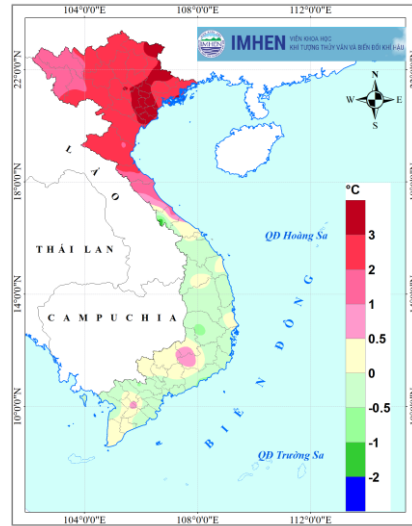 104°0'0"E
108°0'0"E
112°0'0"E
IMHEN
VIỆN KHOA HỌC
KHÍ TƯỢNG THỦY VĂN VÀ BIẾN ĐỔI KHÍ HẬU
22°0'0"N
N
W
E
S
LÀO
18°0'0"N
°C
3
2
1
0.5
0
-0.5
-1
-2
QĐ Hoàng Sa
THÁI LAN
14°0'0"N
CAMPUCHIA
BIỂN ĐÔNG
10°0'0"N
QĐ Trường Sa
104°0'0"E
108°0'0"E
112°0'0"E